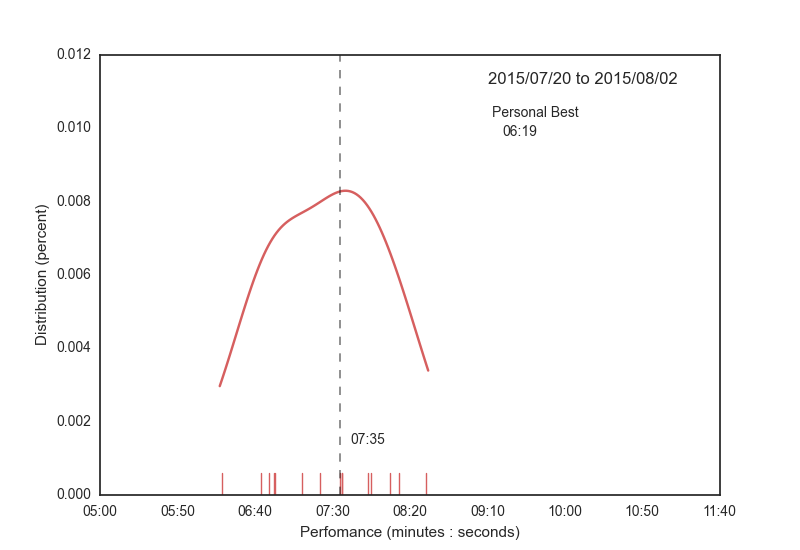 0.012
2015/07/20 to 2015/08/02
Personal Best
06:19
0.010
0.008
0.006
0.004
0.002
0.000
Distribution (percent)
07:35
05:00 05:50 06:40 07:30 08:20 09:10 10:00 10:50 11:40
Perfomance (minutes : seconds)